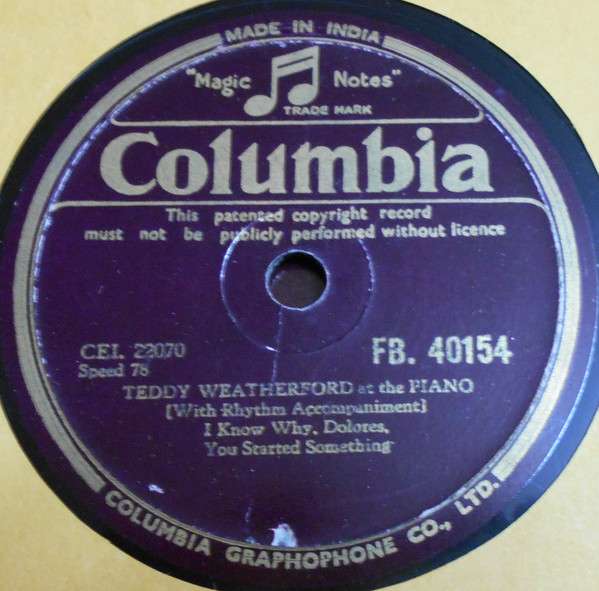 MADE IN INDIA
"Magic Notes"
TRADE MARK
Columbia
This patented copyright record
must not be publicly performed without licence
CEI. 22070
FB. 40154
Speed 78
TEDDY WEATHERFORD at the PIANO
[With Rhythm Accompaniment]
I Know Why. Dolores,
You Started Something
COLUMBIA GRAPHOPHONE CO., LTD.